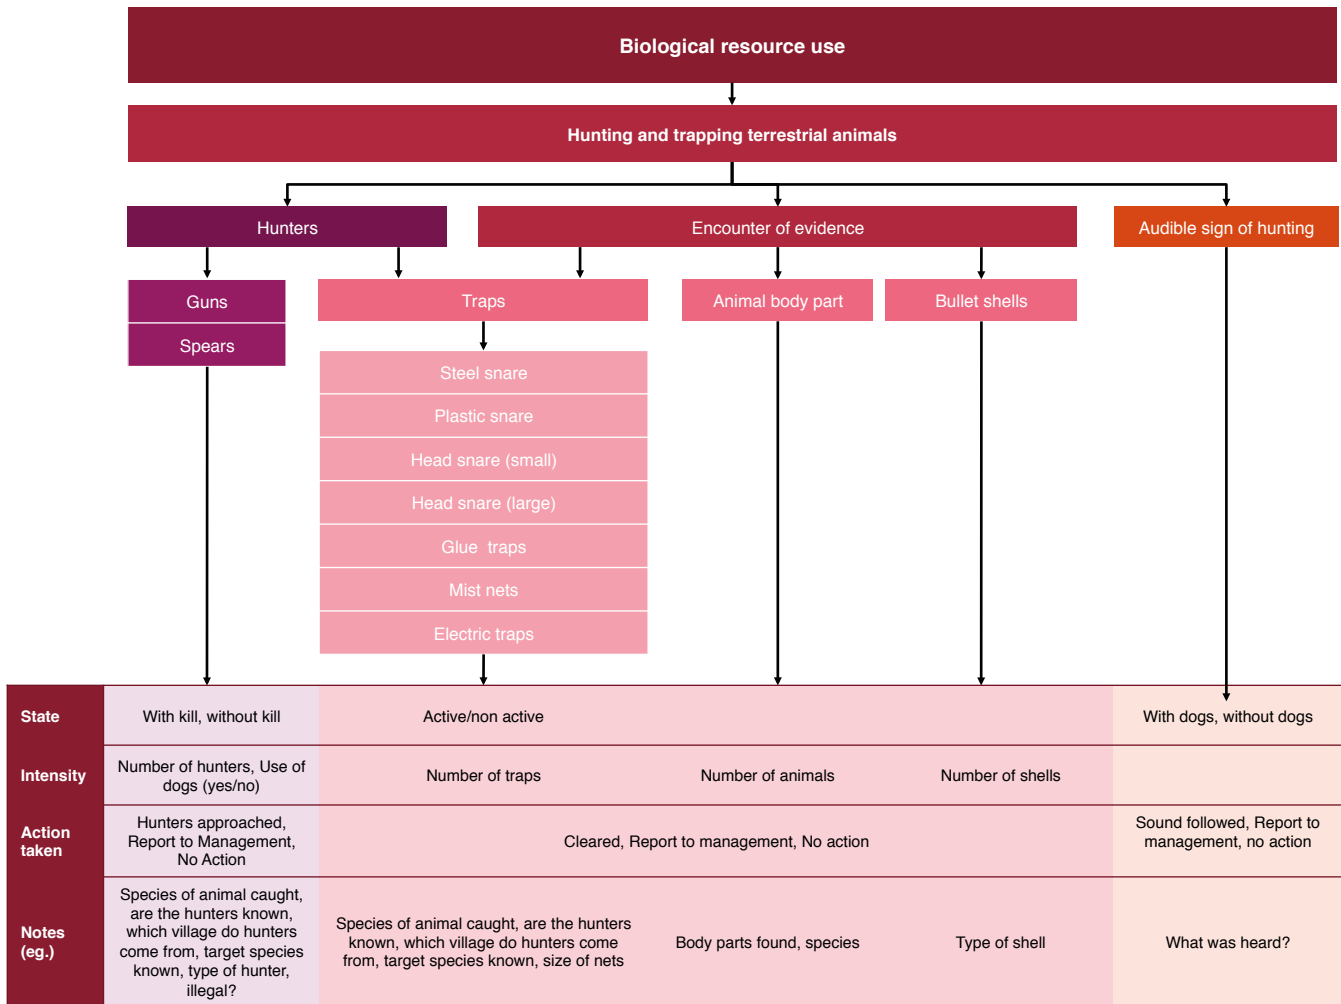 Biological resource use
Hunting and trapping terrestrial animals
Hunters
Encounter of evidence
Audible sign of hunting
Guns
Spears
Traps
Animal body part
Bullet shells
Steel snare
Plastic snare
Head snare (small)
Head snare (large)
Glue  traps
Mist nets
Electric traps
State
With kill, without kill
Active/non active
With dogs, without dogs
Intensity
Number of hunters, Use of
dogs (yes/no)
Number of traps
Number of animals
Number of shells
Action
taken
Hunters approached,
Report to Management,
No Action
Cleared, Report to management, No action
Sound followed, Report to
management, no action
Notes
(eg.)
Species of animal caught,
are the hunters known,
which village do hunters
come from, target species
known, type of hunter,
illegal?
Species of animal caught, are the hunters
known, which village do hunters come
from, target species known, size of nets
Body parts found, species
Type of shell
What was heard?